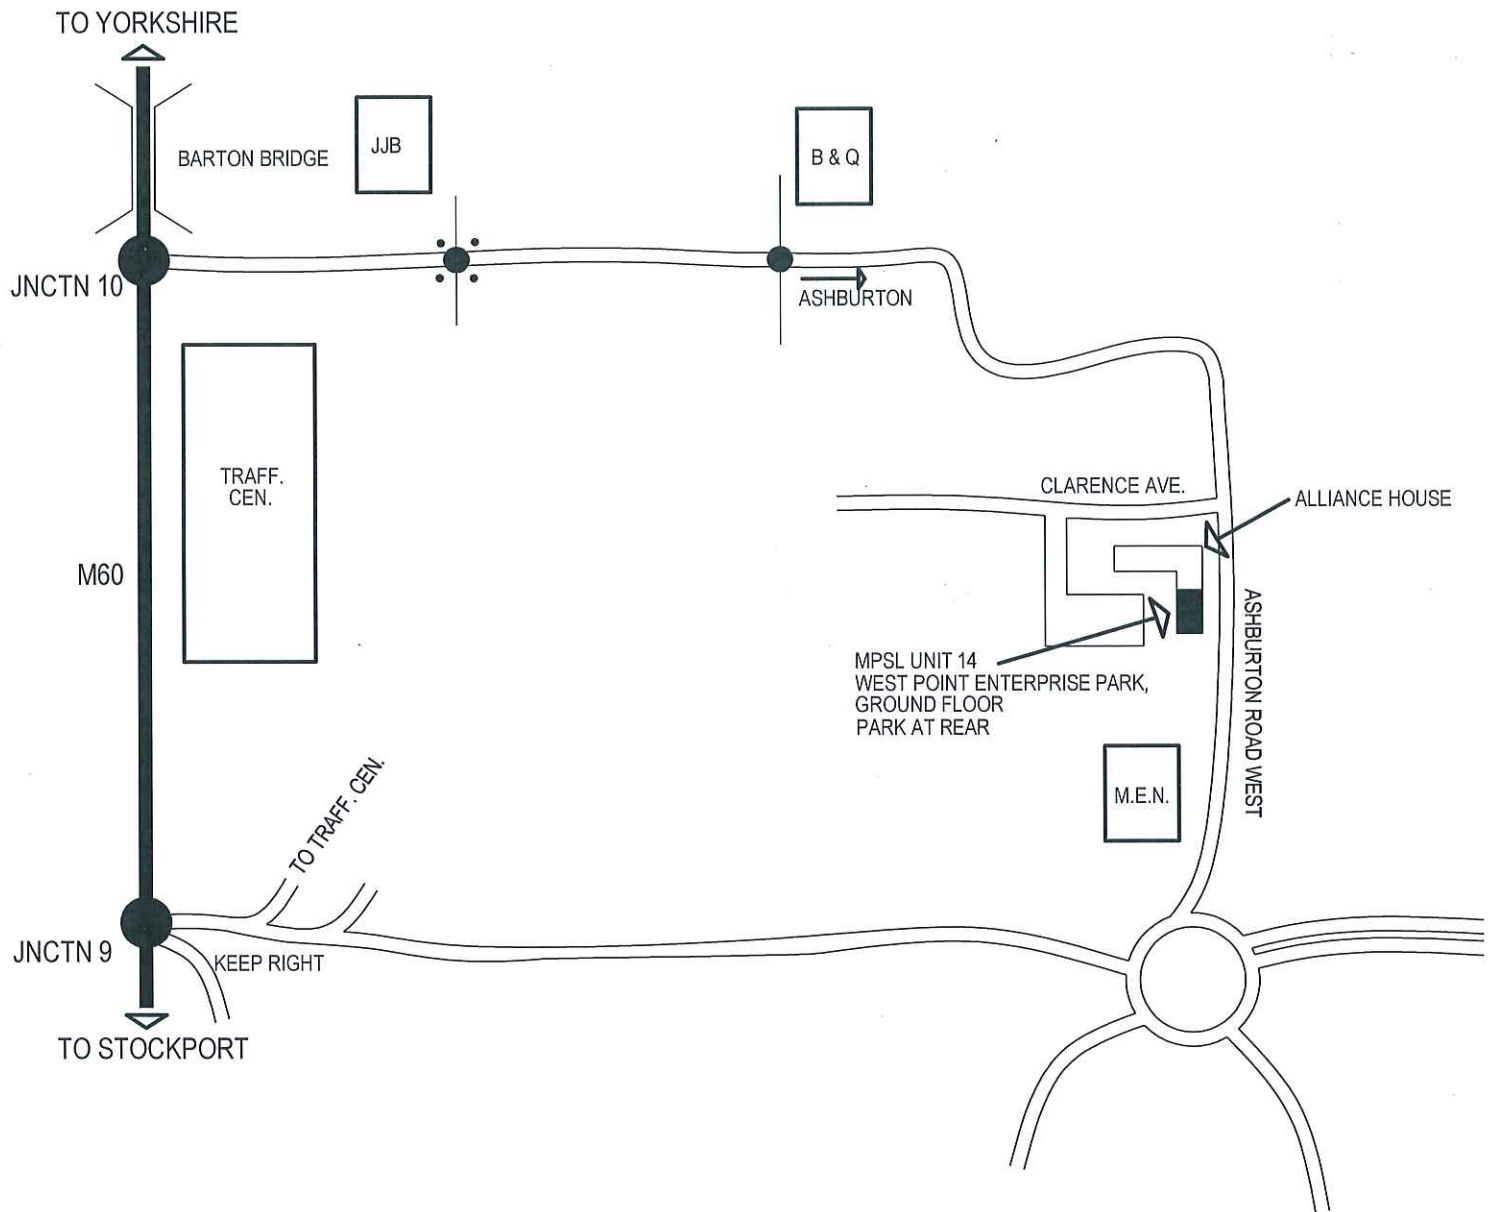 TO YORKSHIRE
BARTON BRIDGE
JJB
B & Q
JNCTN 10
ASHBURTON
TRAFF.
CEN.
CLARENCE AVE.
ALLIANCE HOUSE
M60
ASHBURTON ROAD WEST
MPSL UNIT 14
WEST POINT ENTERPRISE PARK,
GROUND FLOOR
PARK AT REAR
M.E.N.
TO TRAFF. CEN.
JNCTN 9
KEEP RIGHT
TO STOCKPORT